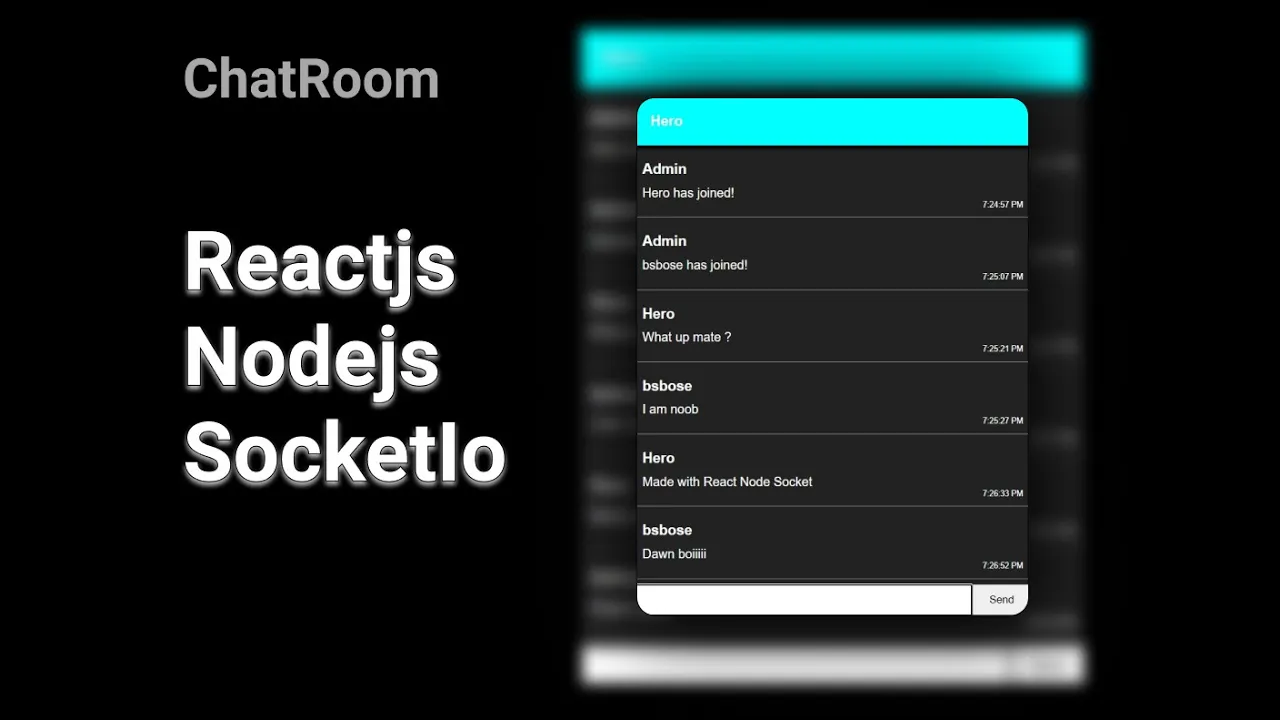 ChatRoom
Reactjs
Nodejs
SocketIo
Hero
Admin
Hero has joined!
7:24:57 PM
Admin
bsbose has joined!
7:25:07 PM
Hero
What up mate ?
7:25:21 PM
bsbose
I am noob
7:25:27 PM
Hero
Made with React Node Socket
7:26:33 PM
bsbose
Dawn boiiiii
7:26:52 PM
Send